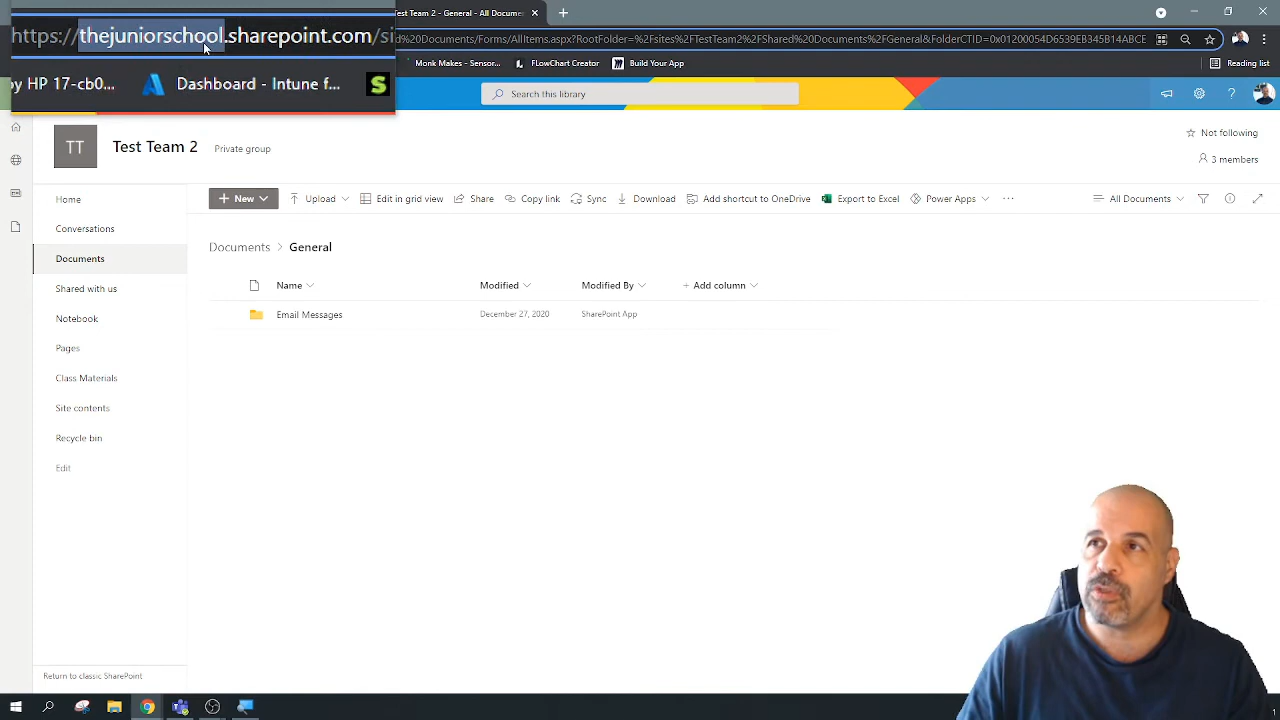 Test Team 2 - General - All Docume
https://thejuniorschool.sharepoint.com/si
d%20Documents/Forms/AllItems.aspx?RootFolder=%2Fsites%2FTestTeam2%2FShared%20Documents%2FGeneral&FolderCTID=0x01200054D6539EB345B14ABCE
by HP 17-cb0...
Dashboard - Intune f...
S
Monk Makes - Sensor...
FLowChart Creator
Build Your App
Reading list
Search this library
?
TT
Test Team 2
Private group
Not following
3 members
+ New
Upload
Edit in grid view
Share
Copy link
Sync
Download
Add shortcut to OneDrive
Export to Excel
Power Apps
...
All Documents
Home
Conversations
Documents
Shared with us
Notebook
Pages
Class Materials
Site contents
Recycle bin
Edit
Documents > General
Name
Modified
Modified By
+ Add column
Email Messages
December 27, 2020
SharePoint App
Return to classic SharePoint
1